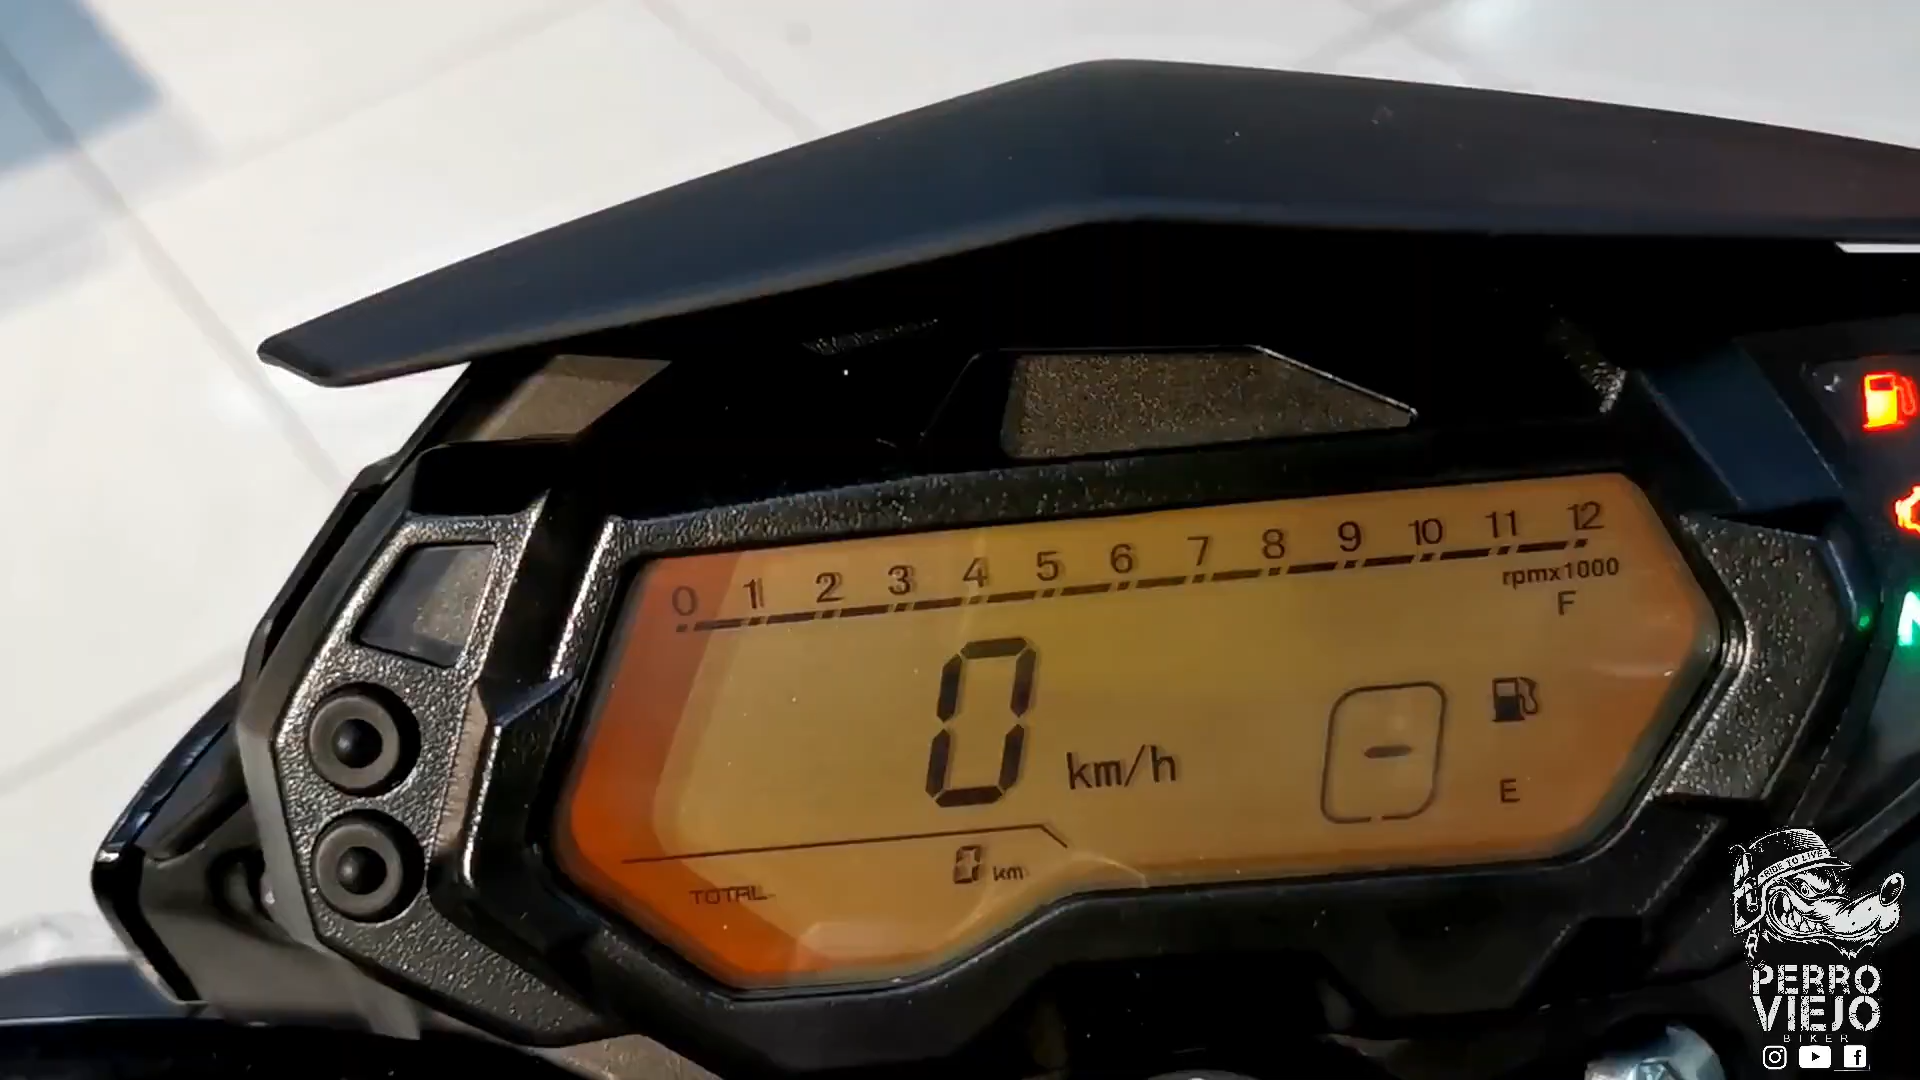 0 1 2 3 4 5 6 7 8 9 10 11 12
rpmx1000
F
0 km/h
-
E
TOTAL 0 km
N
RIDE TO LIVE
PERRO
VIEJO
BIKER